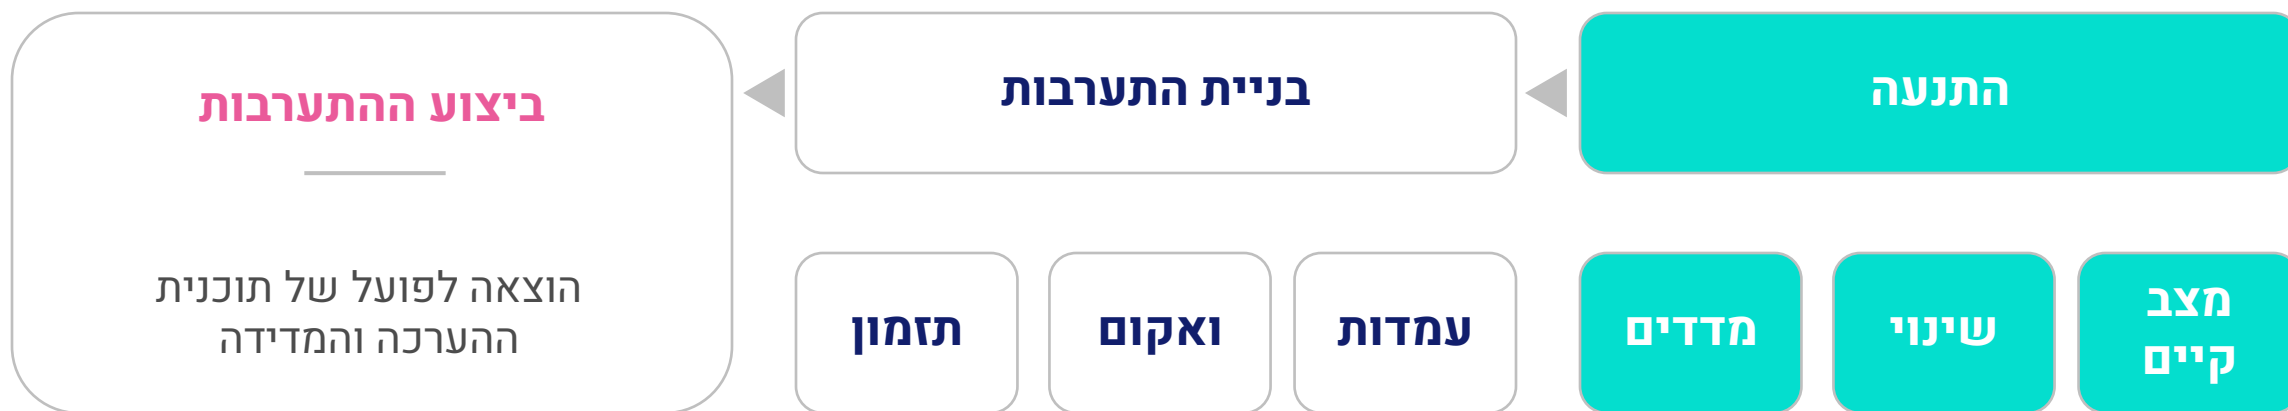 התנעה
מצב
קיים
שינוי
מדדים
בניית התערבות
עמדות
ואקום
תזמון
ביצוע ההתערבות
הוצאה לפועל של תוכנית
ההערכה והמדידה